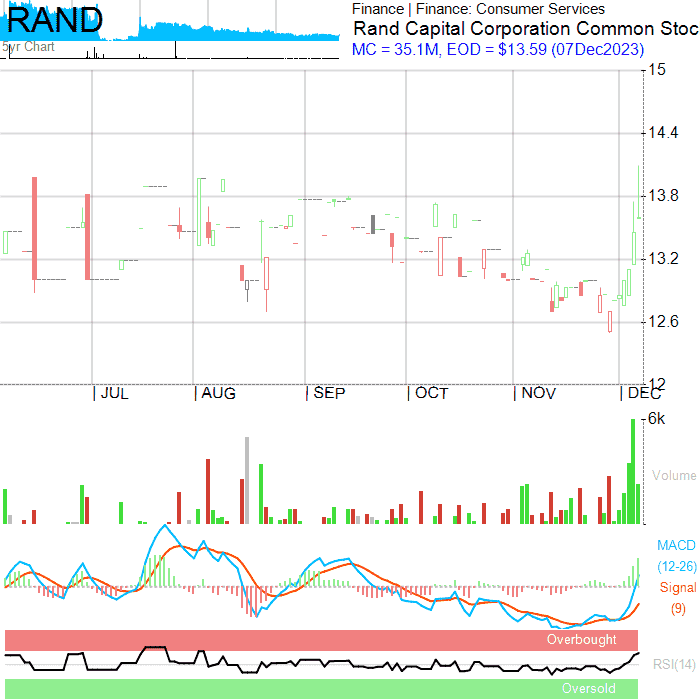 RAND
5yr Chart
Finance | Finance: Consumer Services
Rand Capital Corporation Common Stoc
MC = 35.1M, EOD = $13.59 (07Dec2023)
15
14.4
13.8
13.2
12.6
12
JUL
AUG
SEP
OCT
NOV
DEC
6k
Volume
MACD
(12-26)
Signal
(9)
Overbought
RSI(14)
Oversold